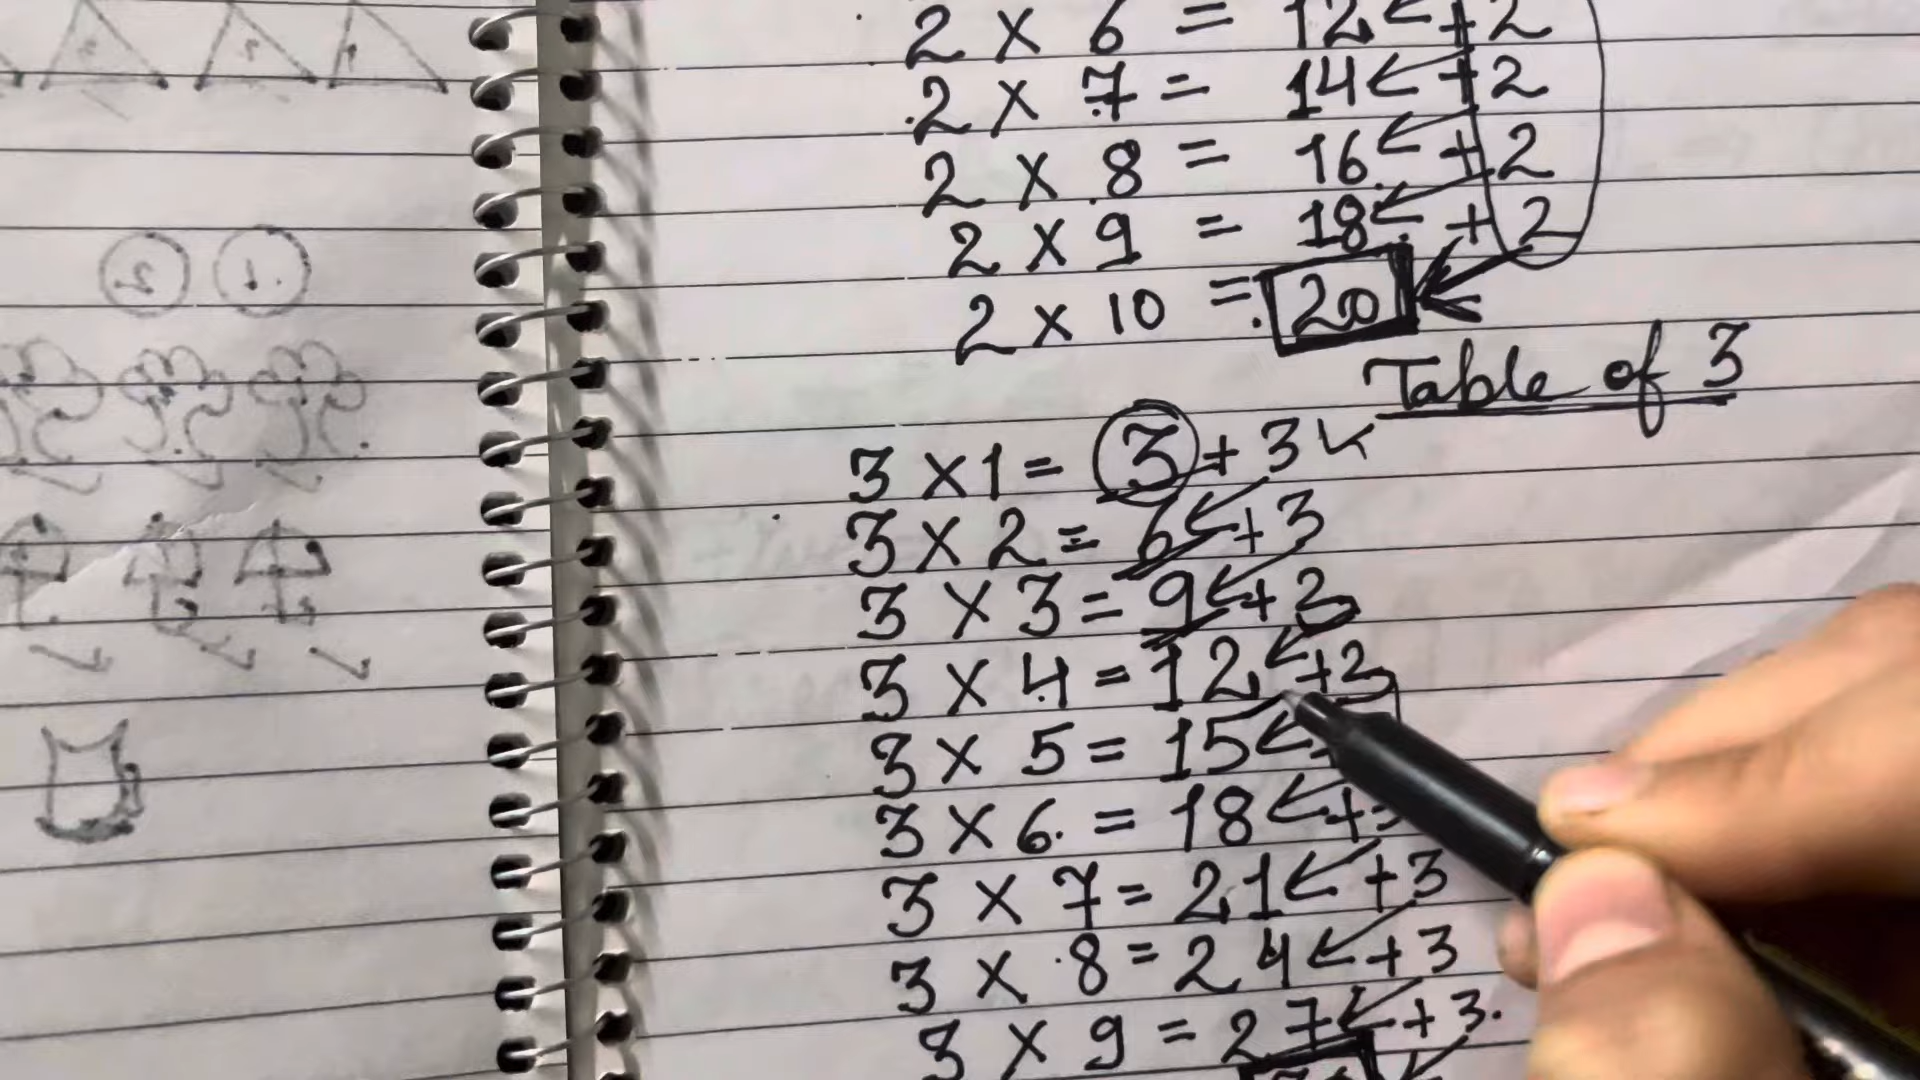 2 x 6 = 12 +2
2 x 7 = 14 +2
2 x 8 = 16 +2
2 x 9 = 18 +2
2 x 10 = 20
Table of 3
3 x 1 = 3 + 3
3 x 2 = 6 +3
3 x 3 = 9 +3
3 x 4 = 12 +3
3 x 5 = 15
3 x 6 = 18 +3
3 x 7 = 21 +3
3 x 8 = 24 +3
3 x 9 = 27 +3